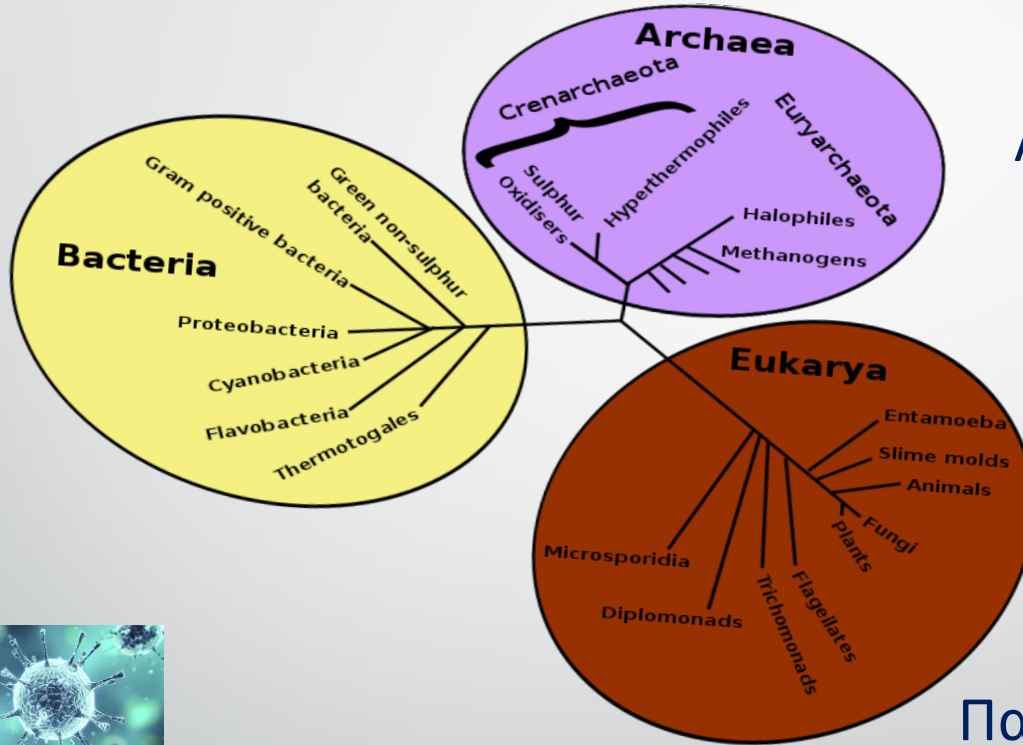 Archaea
Crenarchaeota
Euryarchaeota
Sulphur
Oxidisers
Hyperthermophiles
Halophiles
Methanogens
Bacteria
Gram positive bacteria
Green non-sulphur
bacteria
Proteobacteria
Cyanobacteria
Flavobacteria
Thermotogales
Eukarya
Entamoeba
Slime molds
Animals
Fungi
Plants
Flagellates
Trichomonads
Microsporidia
Diplomonads